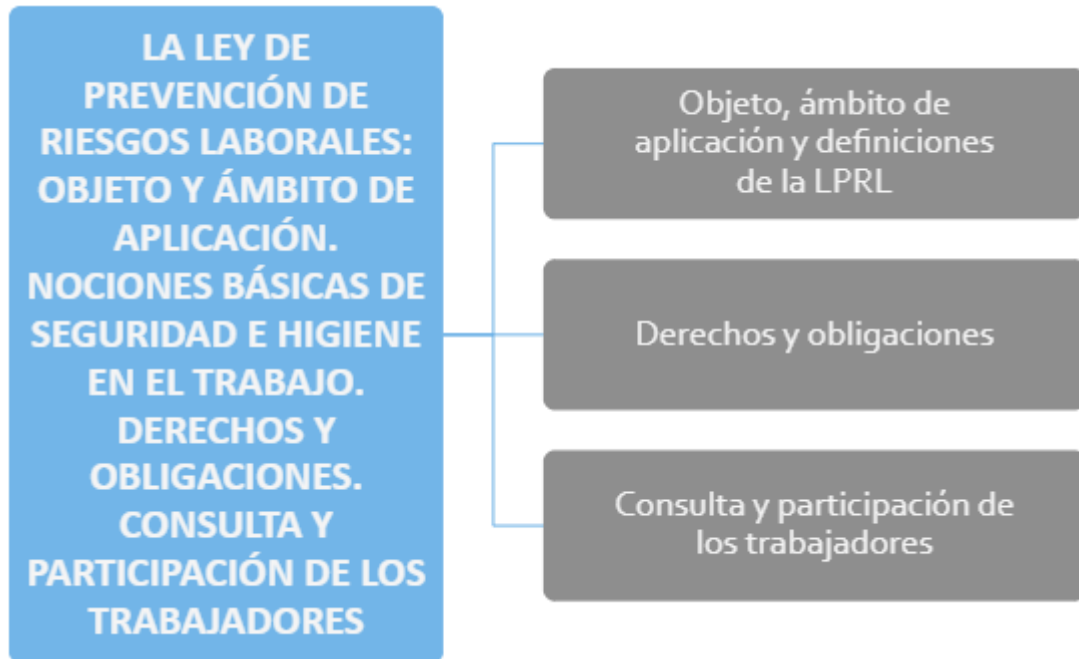 LA LEY DE
PREVENCIÓN DE
RIESGOS LABORALES:
OBJETO Y ÁMBITO DE
APLICACIÓN.
NOCIONES BÁSICAS DE
SEGURIDAD E HIGIENE
EN EL TRABAJO.
DERECHOS Y
OBLIGACIONES.
CONSULTA Y
PARTICIPACIÓN DE LOS
TRABAJADORES
Objeto, ámbito de
aplicación y definiciones
de la LPRL
Derechos y obligaciones
Consulta y participación de
los trabajadores